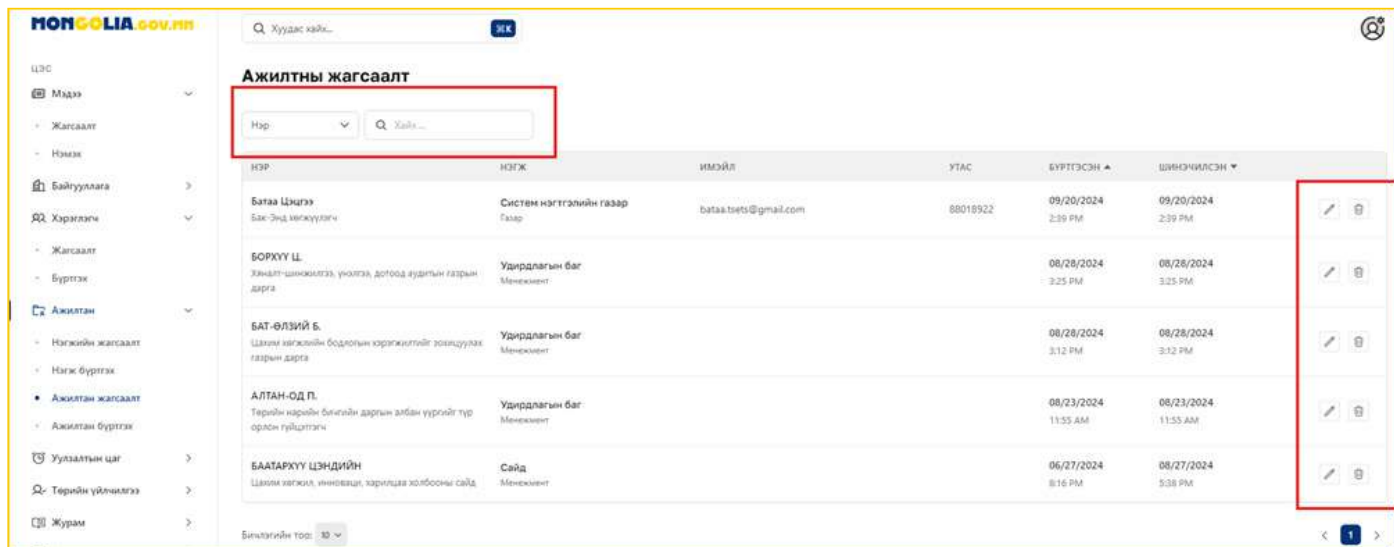 MONGOLIA.GOV.MN
Хуудас хайх...
⌘K
ЦЭС
Мэдээ
Жагсаалт
Нэмэх
Байгууллага
Хэрэглэгч
Жагсаалт
Бүртгэх
Ажилтан
Нэгжийн жагсаалт
Нэгж бүртгэх
Ажилтан жагсаалт
Ажилтан бүртгэх
Уулзалтын цаг
Төрийн үйлчилгээ
Журам
Ажилтны жагсаалт
Нэр
Хайх...
НЭР НЭГЖ ИМЭЙЛ УТАС БҮРТГЭСЭН ▲ ШИНЭЧИЛСЭН ▼
Батаа Цэцгээ Систем нэгтгэлийн газар bataa.tsets@gmail.com 88018922 09/20/2024 09/20/2024
Бак-Энд хөгжүүлэгч Газар 2:39 PM 2:39 PM
БОРХҮҮ Ц. Удирдлагын баг 08/28/2024 08/28/2024
Хяналт-шинжилгээ, үнэлгээ, дотоод аудитын газрын Менежмент 3:25 PM 3:25 PM
дарга
БАТ-ӨЛЗИЙ Б. Удирдлагын баг 08/28/2024 08/28/2024
Цахим хөгжлийн бодлогын хэрэгжилтийг зохицуулах Менежмент 3:12 PM 3:12 PM
газрын дарга
АЛТАН-ОД П. Удирдлагын баг 08/23/2024 08/23/2024
Төрийн нарийн бичгийн даргын албан үүргийг түр Менежмент 11:55 AM 11:55 AM
орлон гүйцэтгэгч
БААТАРХҮҮ ЦЭНДИЙН Сайд 06/27/2024 08/27/2024
Цахим хөгжил, инноваци, харилцаа холбооны сайд Менежмент 8:16 PM 5:38 PM
Бичлэгийн тоо: 10
< 1 >